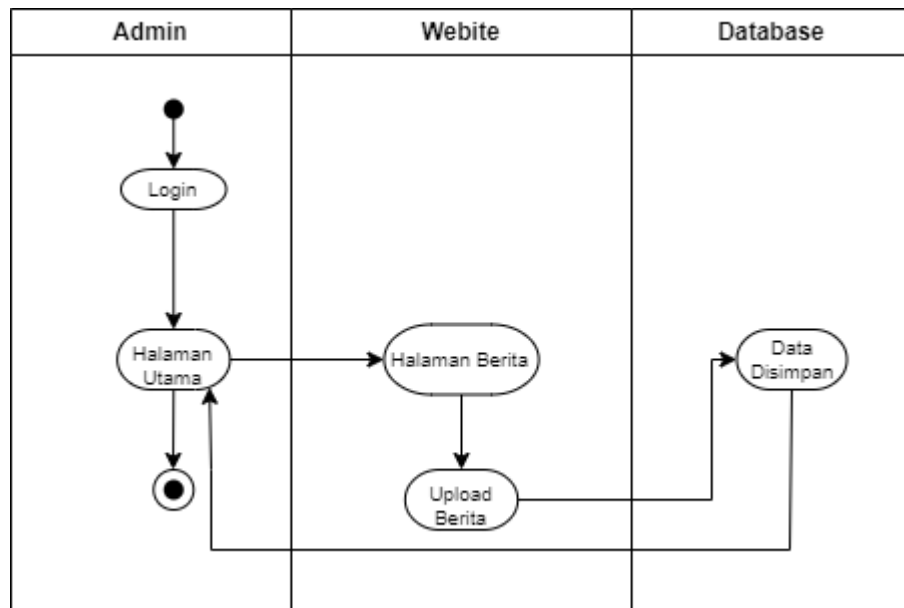 Admin
Webite
Database
Login
Halaman
Utama
Halaman Berita
Data
Disimpan
Upload
Berita